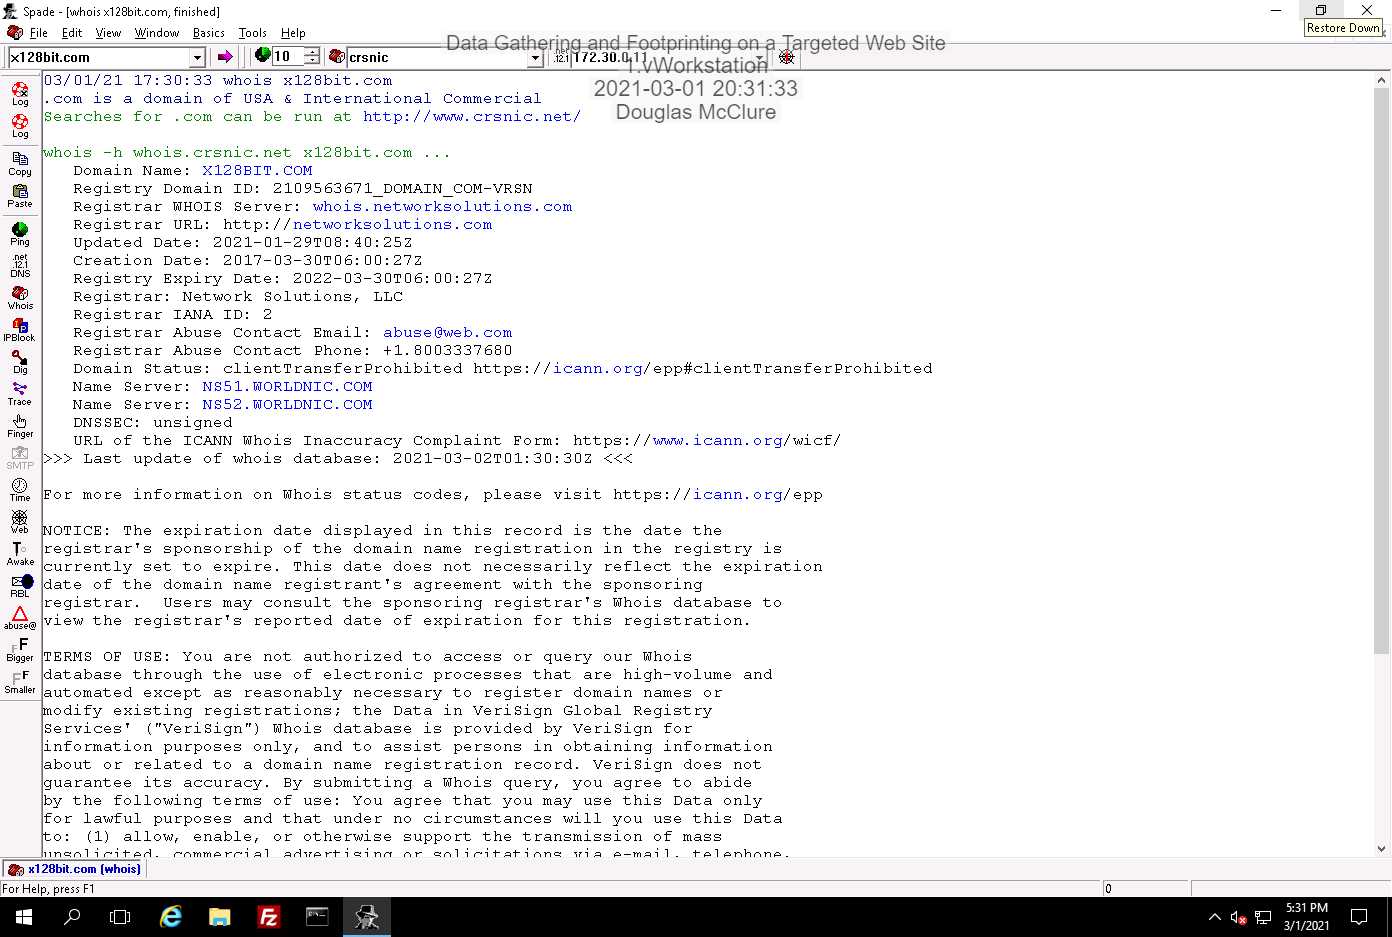 Spade - [whois x128bit.com, finished]
File Edit View Window Basics Tools Help
Restore Down
Data Gathering and Footprinting on a Targeted Web Site
x128bit.com 10 crsnic .net 12.1 172.30.0.11
1.vWorkstation
2021-03-01 20:31:33
Douglas McClure
Log
Log
Copy
Paste
Ping
.net
12.1
DNS
Whois
IPBlock
Dig
Trace
Finger
SMTP
Time
Web
Awake
RBL
abuse@
Bigger
Smaller
03/01/21 17:30:33 whois x128bit.com
.com is a domain of USA & International Commercial
Searches for .com can be run at http://www.crsnic.net/
whois -h whois.crsnic.net x128bit.com ...
Domain Name: X128BIT.COM
Registry Domain ID: 2109563671_DOMAIN_COM-VRSN
Registrar WHOIS Server: whois.networksolutions.com
Registrar URL: http://networksolutions.com
Updated Date: 2021-01-29T08:40:25Z
Creation Date: 2017-03-30T06:00:27Z
Registry Expiry Date: 2022-03-30T06:00:27Z
Registrar: Network Solutions, LLC
Registrar IANA ID: 2
Registrar Abuse Contact Email: abuse@web.com
Registrar Abuse Contact Phone: +1.8003337680
Domain Status: clientTransferProhibited https://icann.org/epp#clientTransferProhibited
Name Server: NS51.WORLDNIC.COM
Name Server: NS52.WORLDNIC.COM
DNSSEC: unsigned
URL of the ICANN Whois Inaccuracy Complaint Form: https://www.icann.org/wicf/
>>> Last update of whois database: 2021-03-02T01:30:30Z <<<
For more information on Whois status codes, please visit https://icann.org/epp
NOTICE: The expiration date displayed in this record is the date the
registrar's sponsorship of the domain name registration in the registry is
currently set to expire. This date does not necessarily reflect the expiration
date of the domain name registrant's agreement with the sponsoring
registrar.  Users may consult the sponsoring registrar's Whois database to
view the registrar's reported date of expiration for this registration.
TERMS OF USE: You are not authorized to access or query our Whois
database through the use of electronic processes that are high-volume and
automated except as reasonably necessary to register domain names or
modify existing registrations; the Data in VeriSign Global Registry
Services' ("VeriSign") Whois database is provided by VeriSign for
information purposes only, and to assist persons in obtaining information
about or related to a domain name registration record. VeriSign does not
guarantee its accuracy. By submitting a Whois query, you agree to abide
by the following terms of use: You agree that you may use this Data only
for lawful purposes and that under no circumstances will you use this Data
to: (1) allow, enable, or otherwise support the transmission of mass
unsolicited, commercial advertising or solicitations via e-mail, telephone,
x128bit.com (whois)
For Help, press F1 0
5:31 PM
3/1/2021